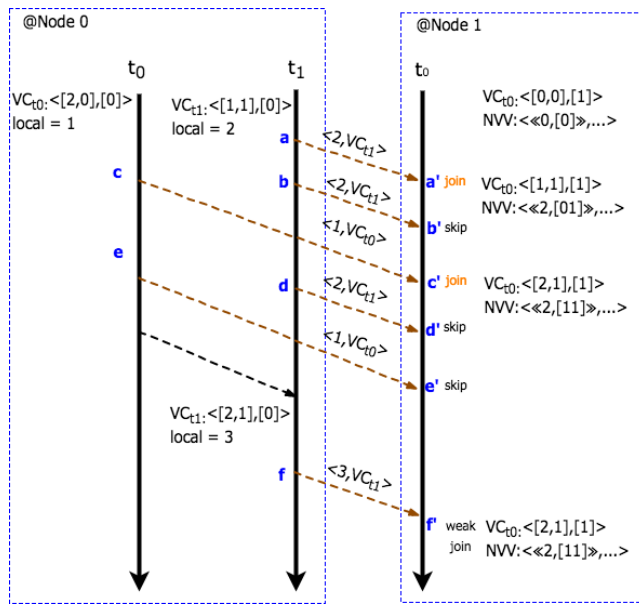 @Node 0
@Node 1
t0
t1
t0
VCt0:<[2,0],[0]>
local = 1
VCt1:<[1,1],[0]>
local = 2
VCt0:<[0,0],[1]>
NVV:<≪0,[0]≫,...>
a
<2,VCt1>
c
b
<2,VCt1>
a' join
VCt0:<[1,1],[1]>
NVV:<≪2,[01]≫,...>
b' skip
<1,VCt0>
e
d
<2,VCt1>
c' join
VCt0:<[2,1],[1]>
NVV:<≪2,[11]≫,...>
d' skip
<1,VCt0>
e' skip
VCt1:<[2,1],[0]>
local = 3
f
<3,VCt1>
f' weak
join
VCt0:<[2,1],[1]>
NVV:<≪2,[11]≫,...>